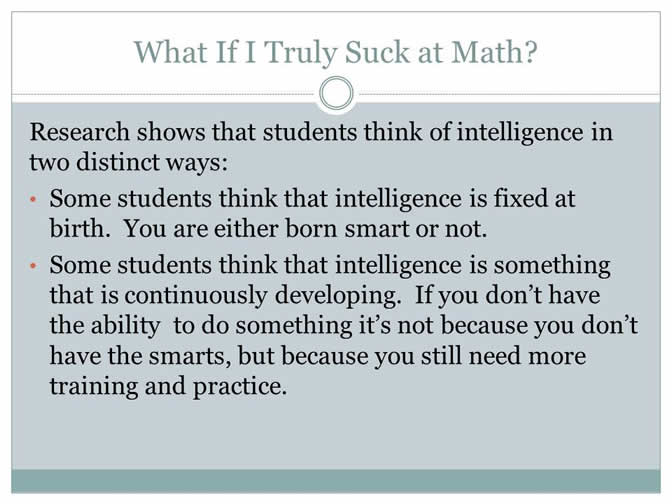 What If I Truly Suck at Math?
Research shows that students think of intelligence in
two distinct ways:
• Some students think that intelligence is fixed at
birth.  You are either born smart or not.
• Some students think that intelligence is something
that is continuously developing.  If you don’t have
the ability  to do something it’s not because you don’t
have the smarts, but because you still need more
training and practice.